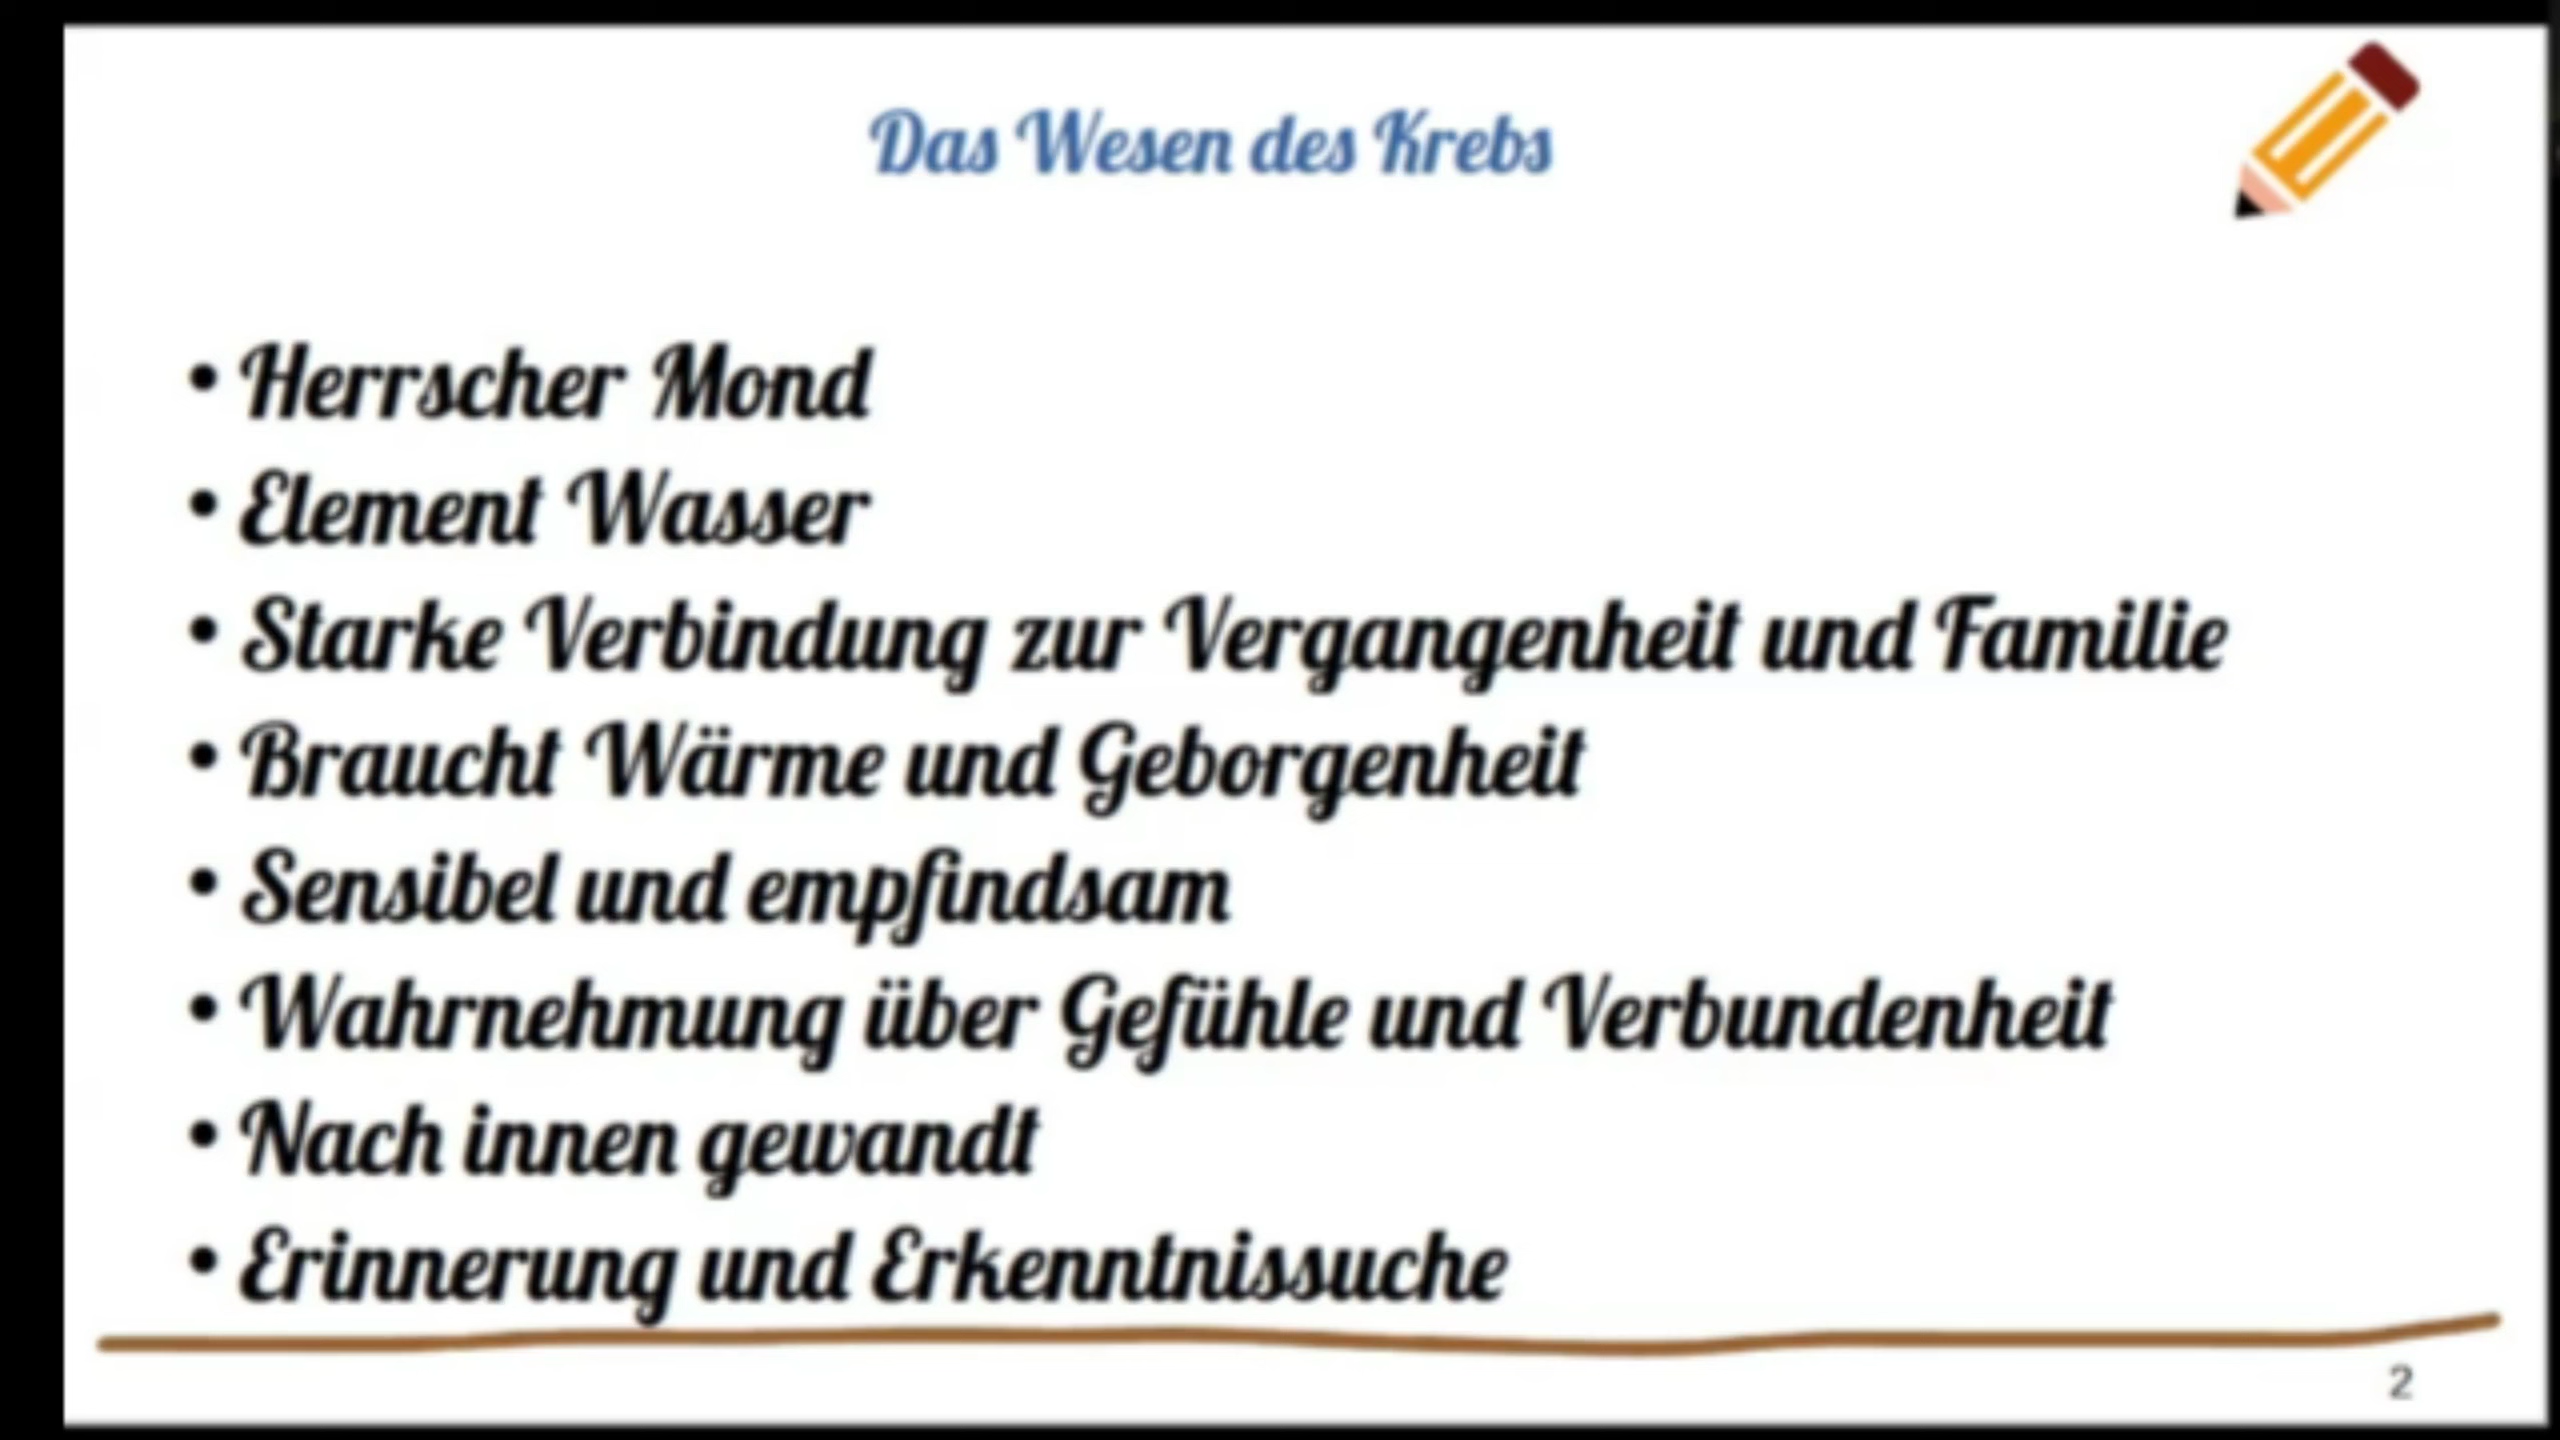 Das Wesen des Krebs
• Herrscher Mond
• Element Wasser
• Starke Verbindung zur Vergangenheit und Familie
• Braucht Wärme und Geborgenheit
• Sensibel und empfindsam
• Wahrnehmung über Gefühle und Verbundenheit
• Nach innen gewandt
• Erinnerung und Erkenntnissuche
2